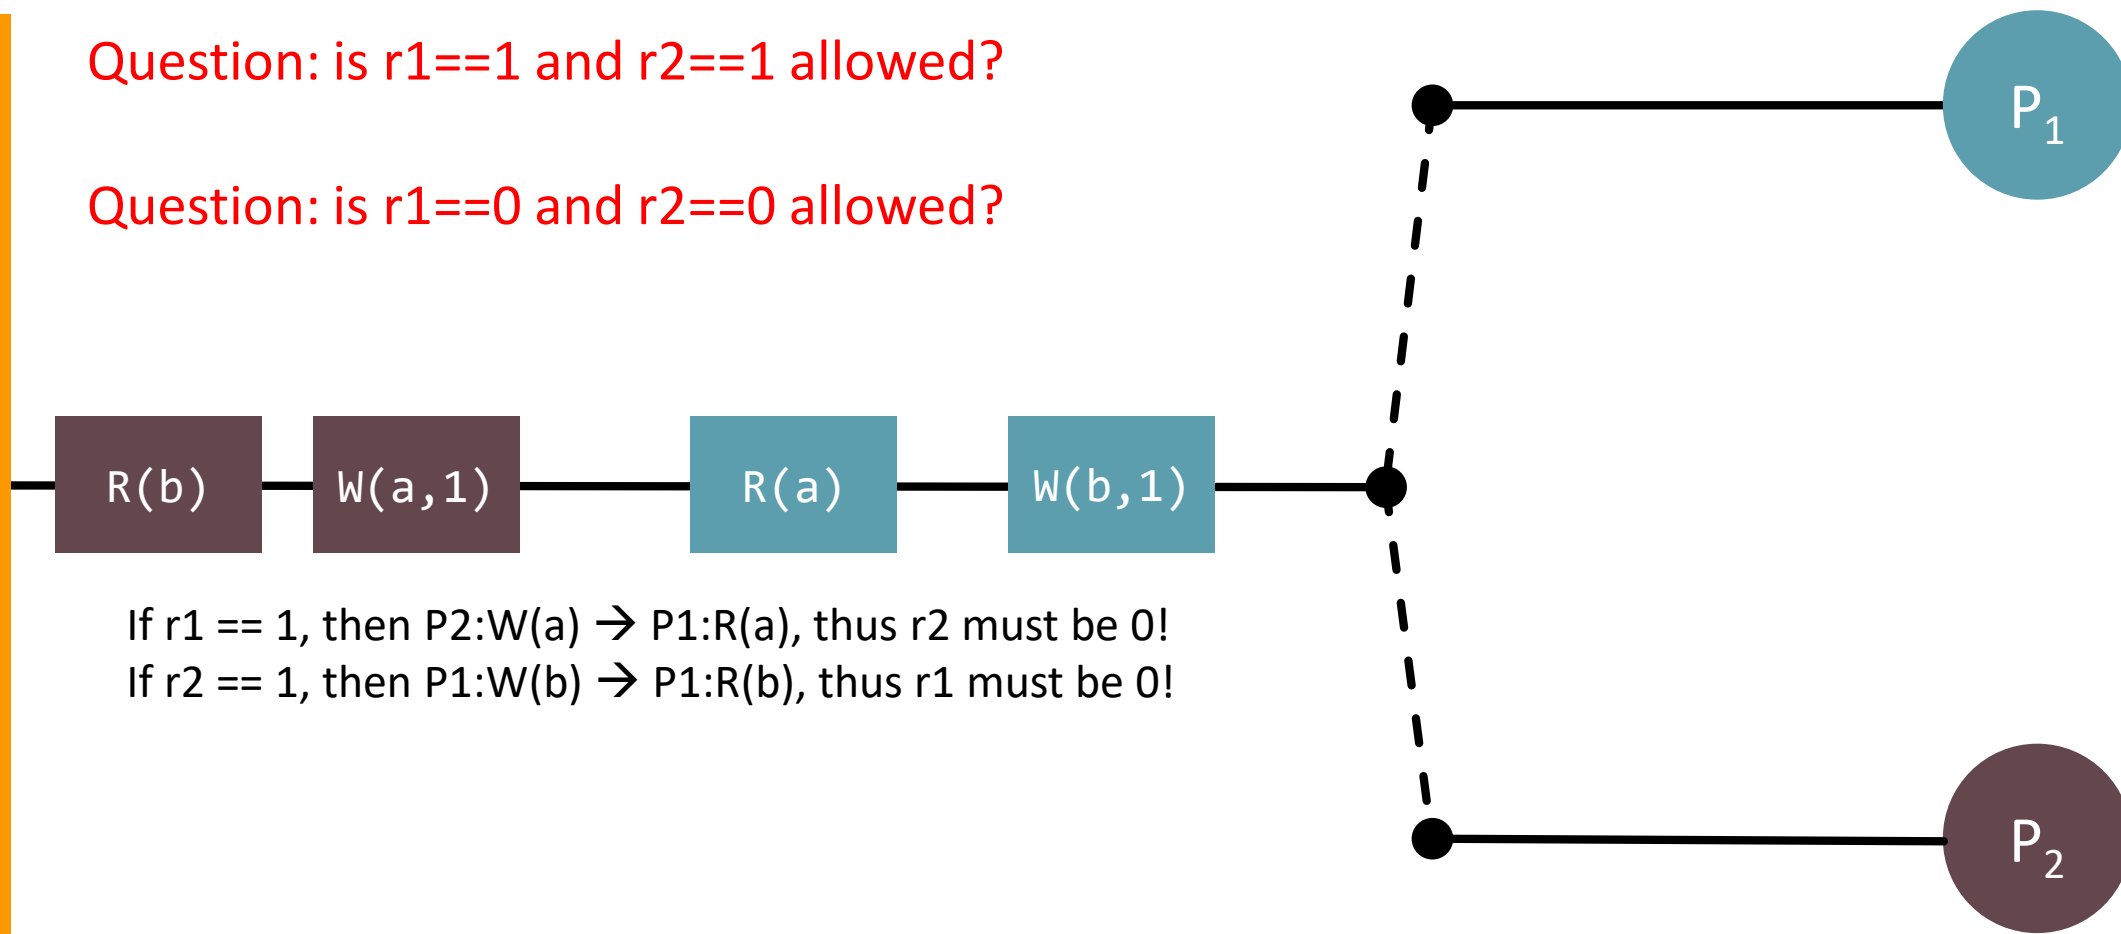 Question: is r1==1 and r2==1 allowed?
Question: is r1==0 and r2==0 allowed?
P1
R(b) W(a,1) R(a) W(b,1)
If r1 == 1, then P2:W(a) → P1:R(a), thus r2 must be 0!
If r2 == 1, then P1:W(b) → P1:R(b), thus r1 must be 0!
P2